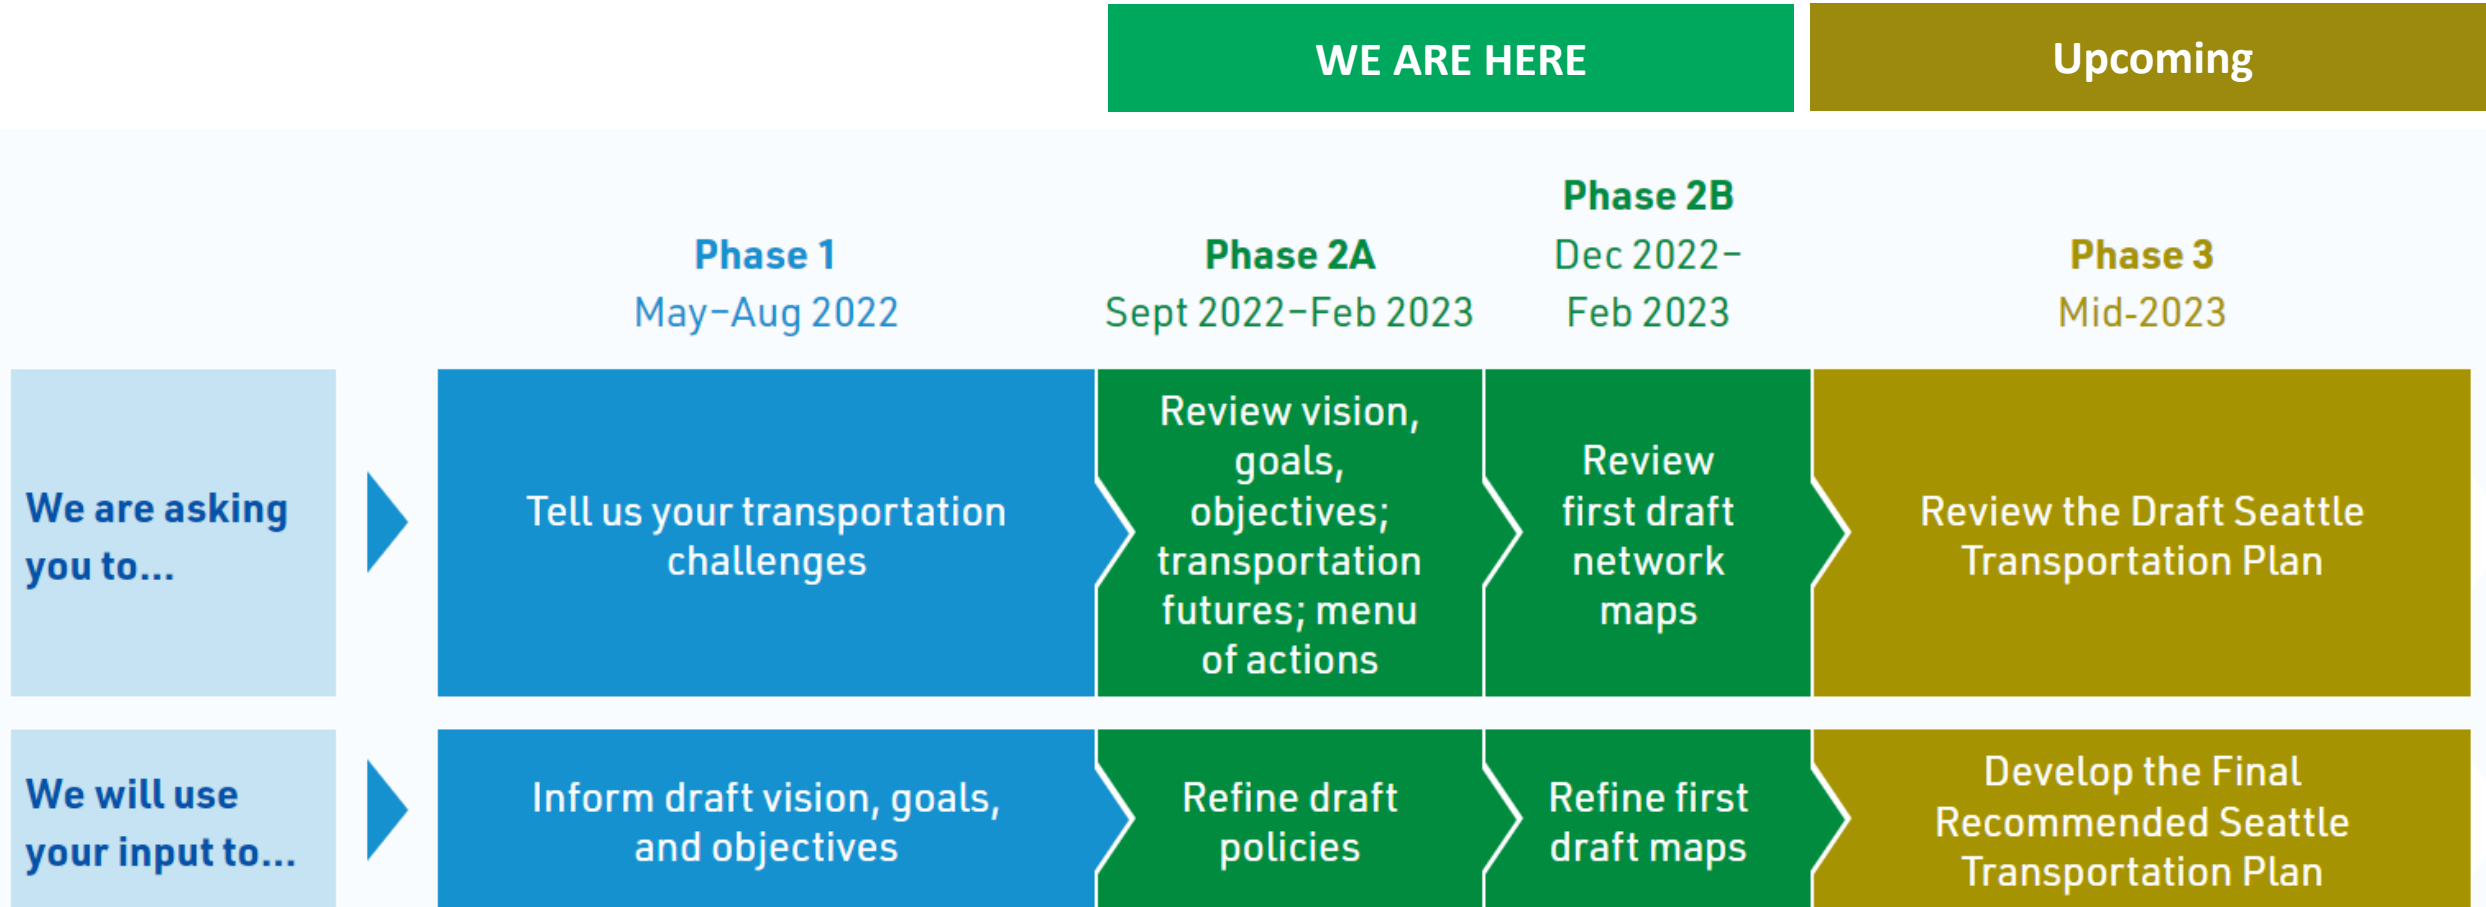 WE ARE HERE
Upcoming
Phase 1
May–Aug 2022
Phase 2A
Sept 2022–Feb 2023
Phase 2B
Dec 2022–
Feb 2023
Phase 3
Mid-2023
We are asking
you to...
Tell us your transportation
challenges
Review vision,
goals,
objectives;
transportation
futures; menu
of actions
Review
first draft
network
maps
Review the Draft Seattle
Transportation Plan
We will use
your input to...
Inform draft vision, goals,
and objectives
Refine draft
policies
Refine first
draft maps
Develop the Final
Recommended Seattle
Transportation Plan